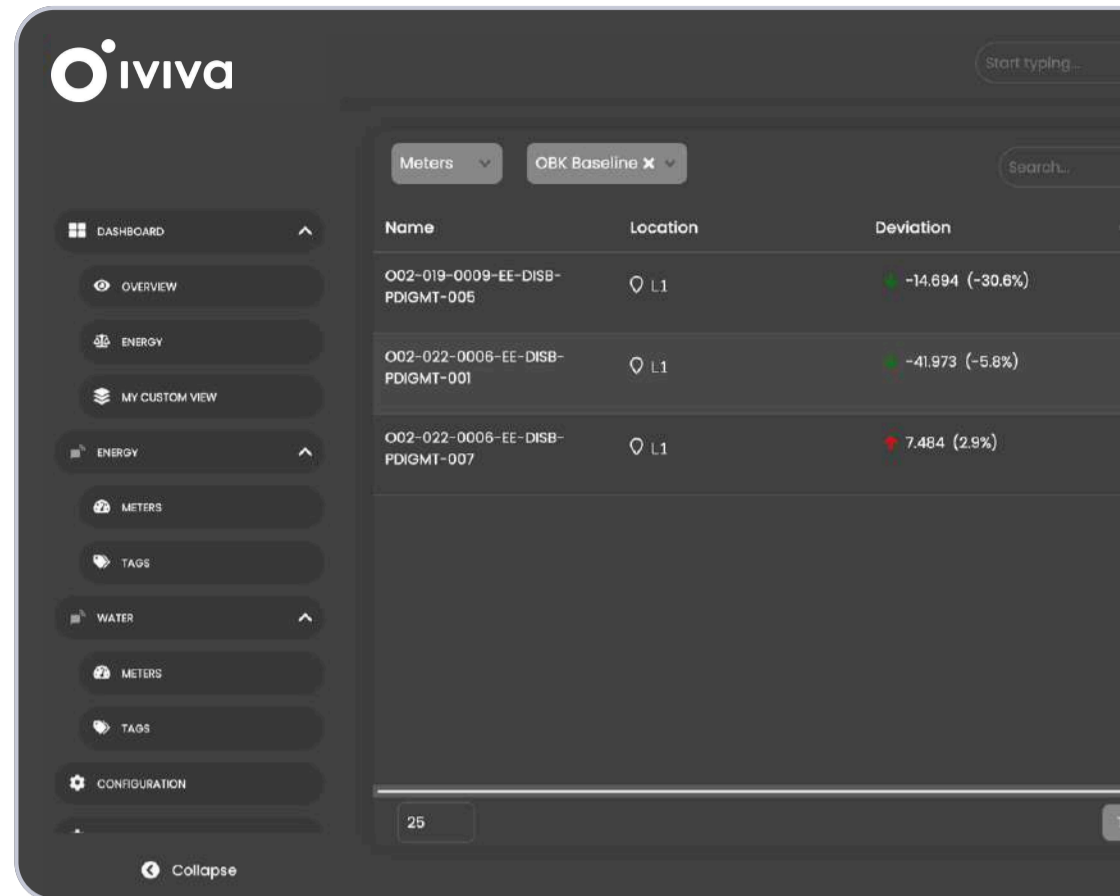 iviva
Start typing...
Meters
OBK Baseline
Search...
Name Location Deviation
O02-019-0009-EE-DISB-
PDIGMT-005
L1
-14.694 (-30.6%)
O02-022-0006-EE-DISB-
PDIGMT-001
L1
-41.973 (-5.8%)
O02-022-0006-EE-DISB-
PDIGMT-007
L1
7.484 (2.9%)
25
DASHBOARD
OVERVIEW
ENERGY
MY CUSTOM VIEW
ENERGY
METERS
TAGS
WATER
METERS
TAGS
CONFIGURATION
Collapse